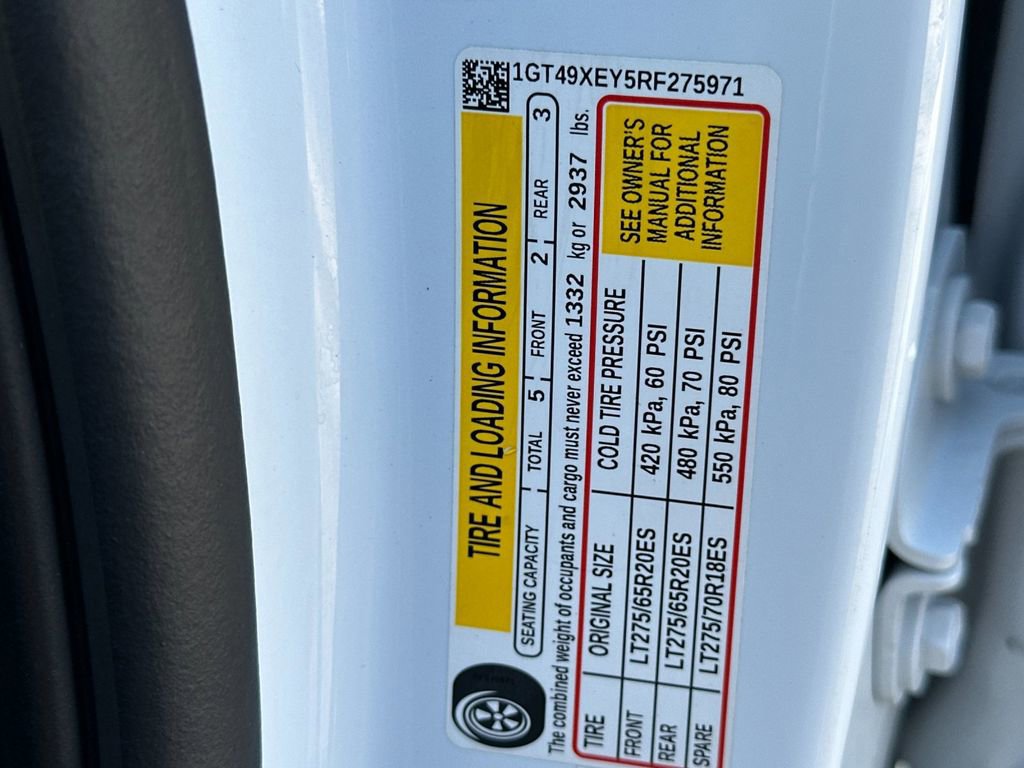 1GT49XEY5RF275971
TIRE AND LOADING INFORMATION
SEATING CAPACITY TOTAL 5 FRONT 2 REAR 3
The combined weight of occupants and cargo must never exceed 1332 kg or 2937 lbs.
TIRE ORIGINAL SIZE COLD TIRE PRESSURE
FRONT LT275/65R20ES 420 kPa, 60 PSI
REAR LT275/65R20ES 480 kPa, 70 PSI
SPARE LT275/70R18ES 550 kPa, 80 PSI
SEE OWNER'S
MANUAL FOR
ADDITIONAL
INFORMATION